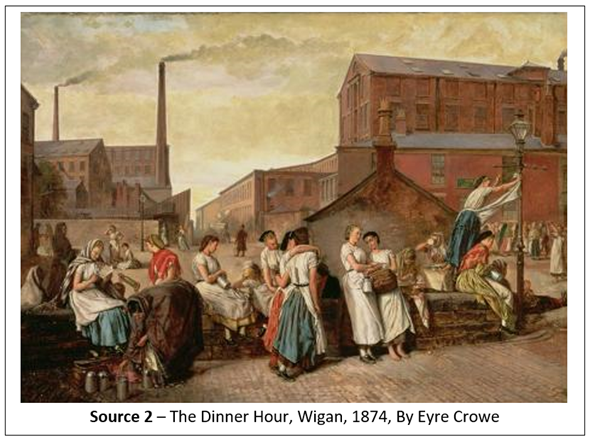 Source 2 – The Dinner Hour, Wigan, 1874, By Eyre Crowe